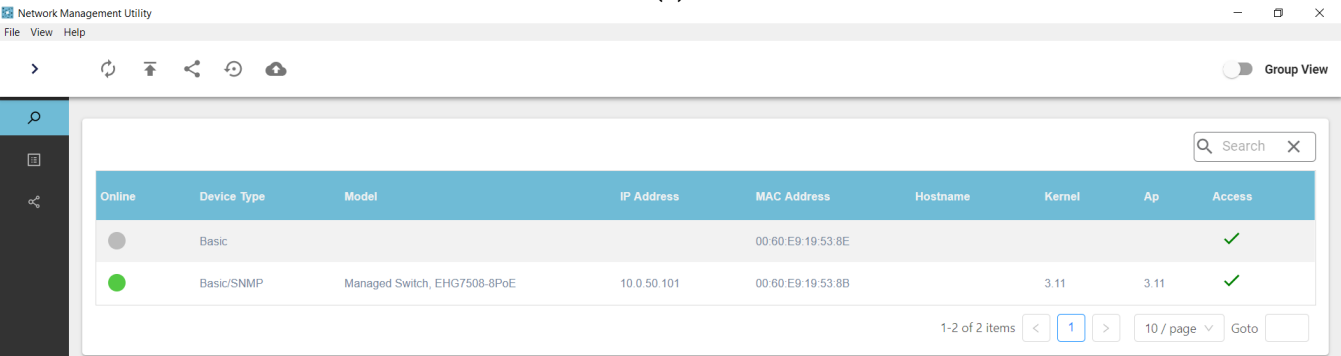 Network Management Utility
File View Help
Group View
Search
Online Device Type Model IP Address MAC Address Hostname Kernel Ap Access
Basic 00:60:E9:19:53:8E
Basic/SNMP Managed Switch, EHG7508-8PoE 10.0.50.101 00:60:E9:19:53:8B 3.11 3.11
1-2 of 2 items < 1 > 10 / page Goto